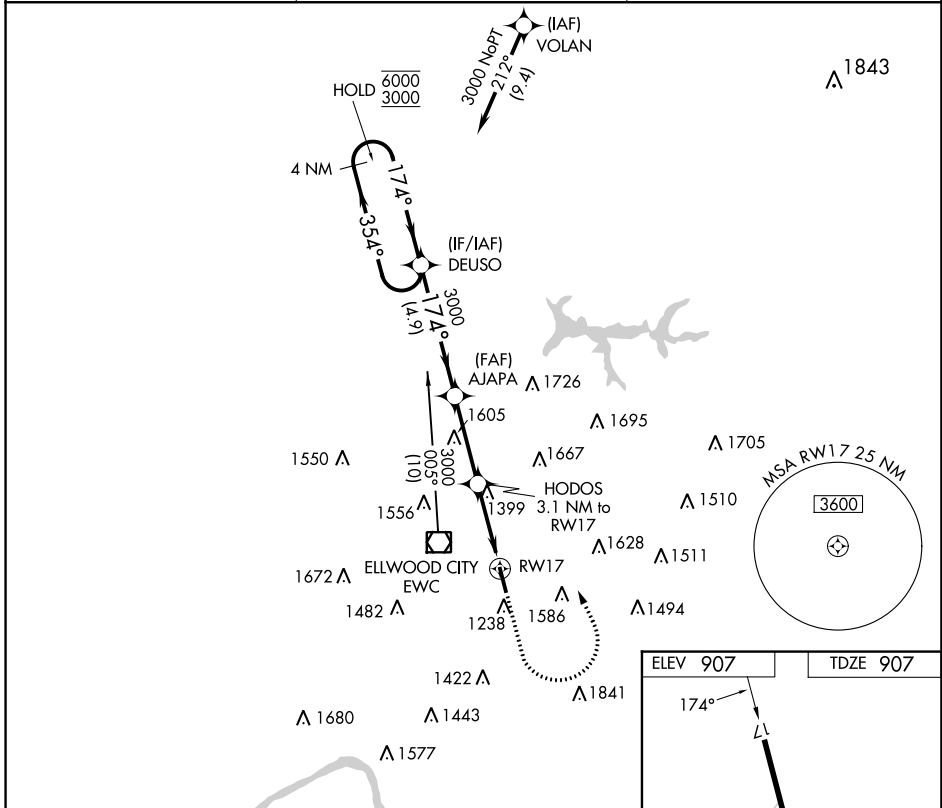 (IAF)
VOLAN
3000 NoPT
212°
(9.4)
1843
HOLD 6000
3000
4 NM
174°
354°
(IF/IAF)
DEUSO
3000
174°
(4.9)
(FAF)
AJAPA
1726
1605
1695
1705
1550
3000
005°
(10)
1667
MSA RW17 25 NM
3600
HODOS
3.1 NM to
RW17
1399
1510
1556
1628
1511
ELLWOOD CITY
EWC
RW17
1672
1482
1238
1586
1494
1422
1841
1680
1443
1577
ELEV 907
TDZE 907
174°
17